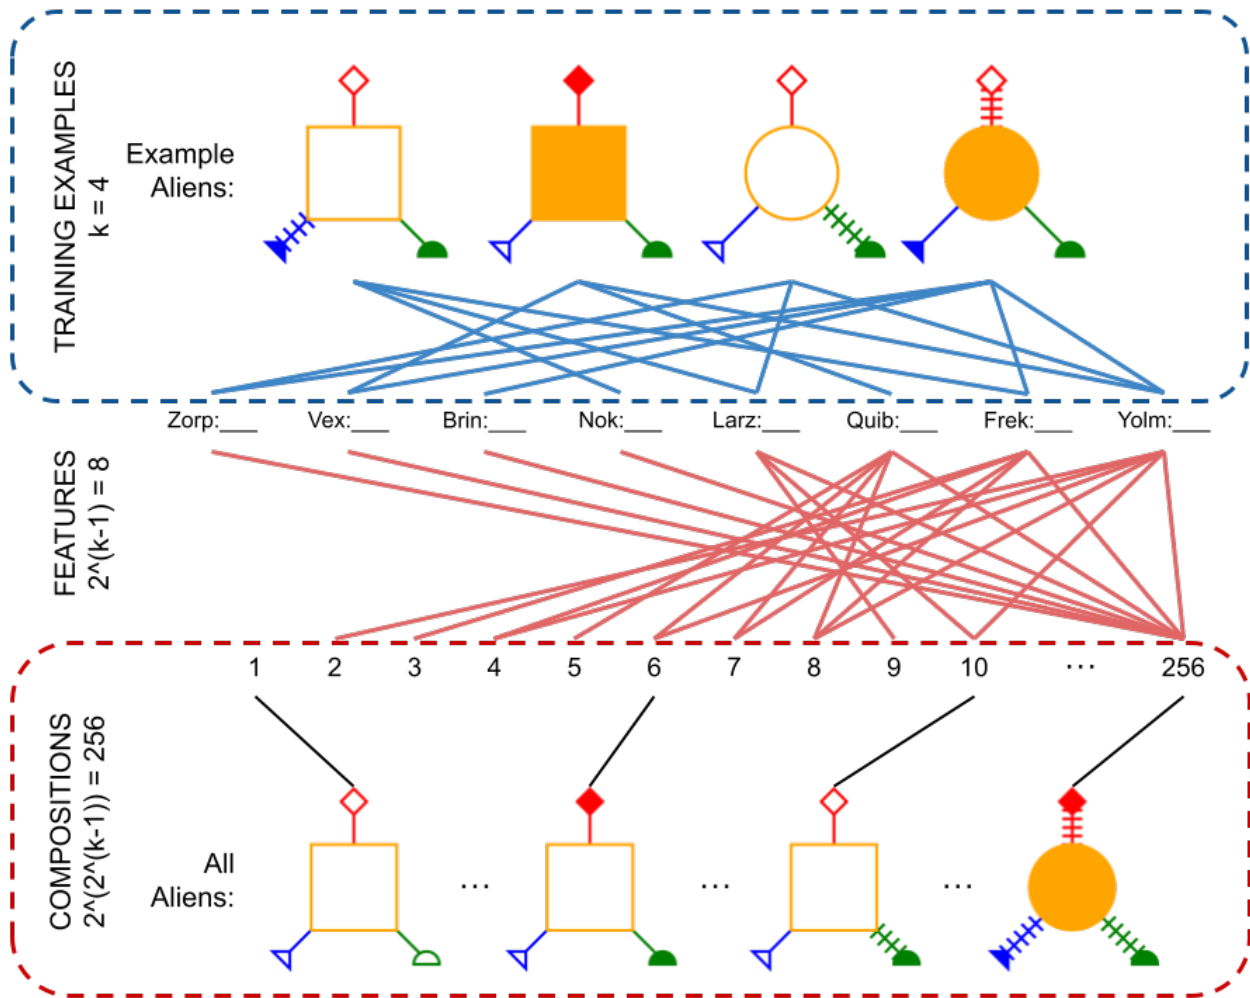 TRAINING EXAMPLES
k = 4
Example
Aliens:
Zorp:___ Vex:___ Brin:___ Nok:___ Larz:___ Quib:___ Frek:___ Yolm:___
FEATURES
2^(k-1) = 8
1 2 3 4 5 6 7 8 9 10 ... 256
COMPOSITIONS
2^(2^(k-1)) = 256
All
Aliens:
... ... ...